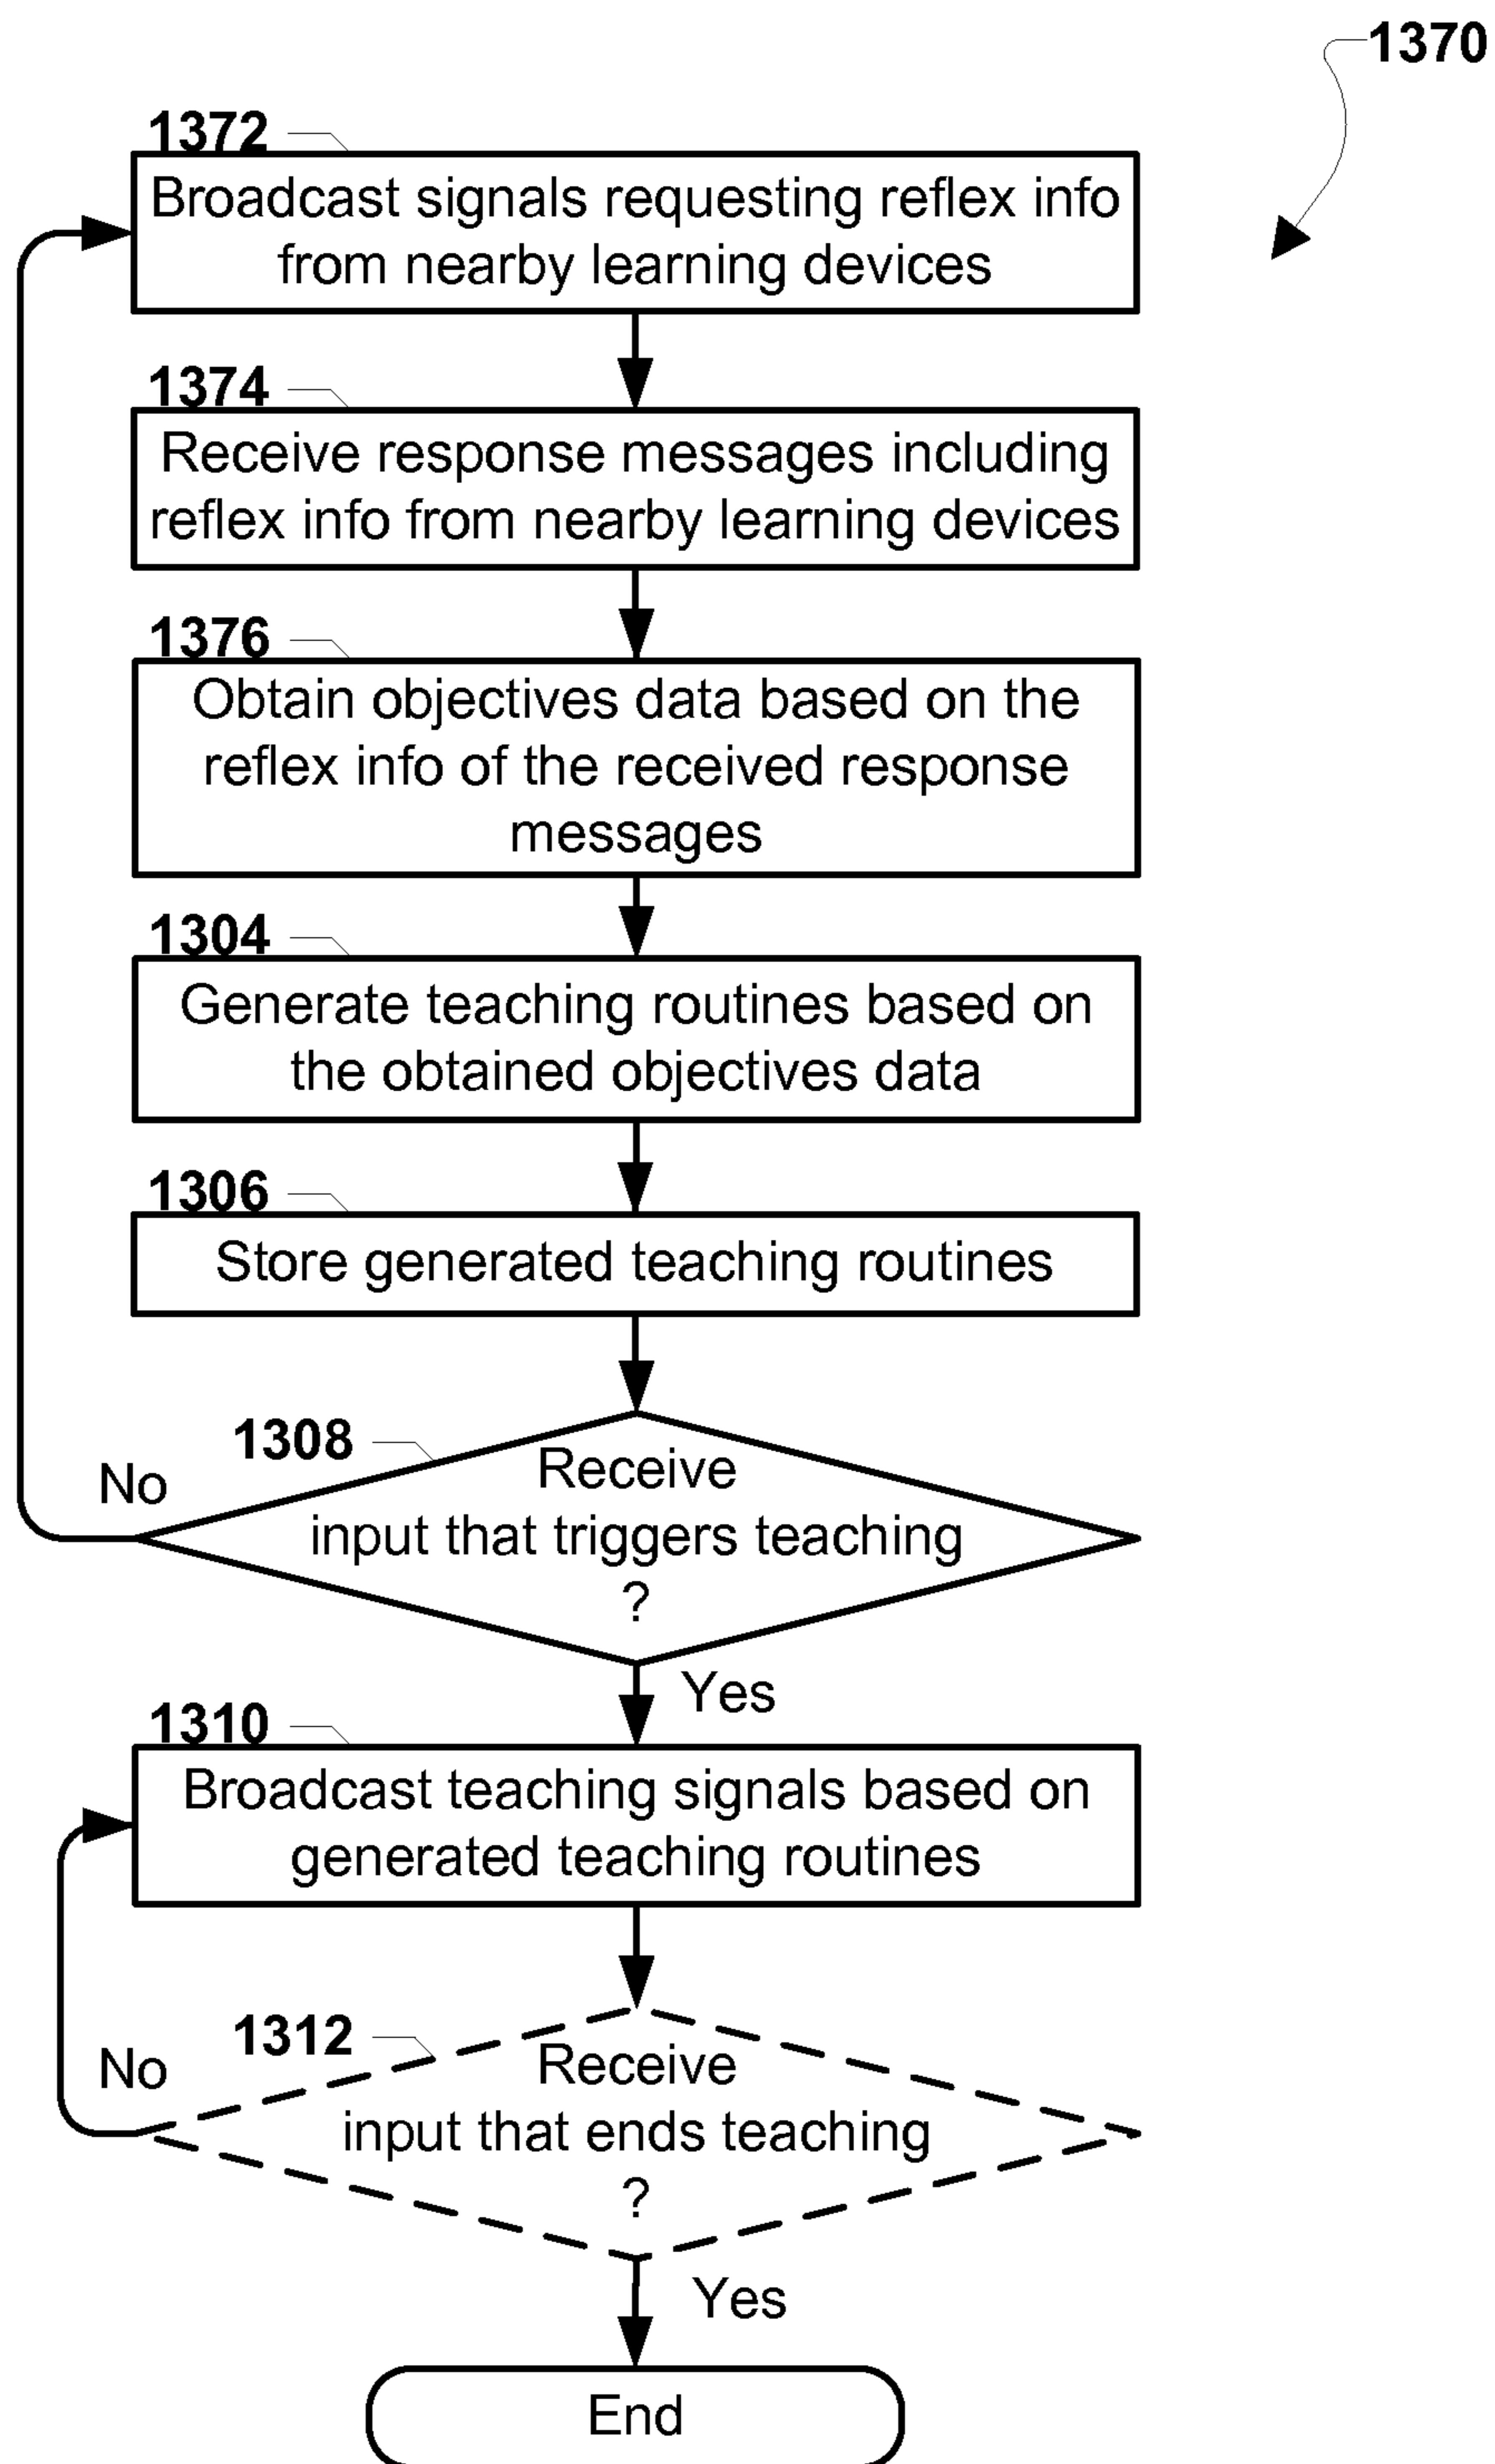 1370
1372
Broadcast signals requesting reflex info
from nearby learning devices
1374
Receive response messages including
reflex info from nearby learning devices
1376
Obtain objectives data based on the
reflex info of the received response
messages
1304
Generate teaching routines based on
the obtained objectives data
1306
Store generated teaching routines
1308
No
Receive
input that triggers teaching
?
Yes
1310
Broadcast teaching signals based on
generated teaching routines
1312
No
Receive
input that ends teaching
?
Yes
End